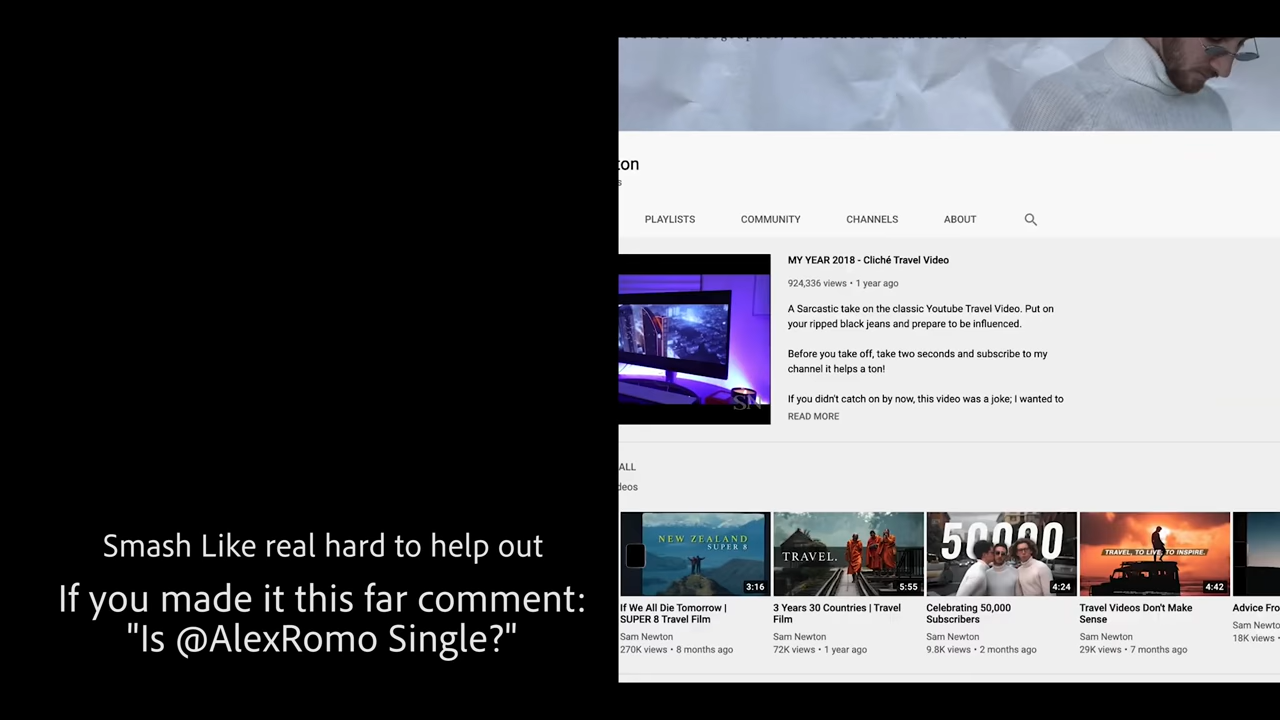 ton
s
PLAYLISTS COMMUNITY CHANNELS ABOUT
MY YEAR 2018 - Cliché Travel Video
924,336 views • 1 year ago
A Sarcastic take on the classic Youtube Travel Video. Put on
your ripped black jeans and prepare to be influenced.
Before you take off, take two seconds and subscribe to my
channel it helps a ton!
If you didn't catch on by now, this video was a joke; I wanted to
READ MORE
SN
ALL
deos
NEW ZEALAND
SUPER 8
3:16
TRAVEL.
5:55
50000
4:24
TRAVEL, TO LIVE, TO INSPIRE.
4:42
If We All Die Tomorrow |
SUPER 8 Travel Film
Sam Newton
270K views • 8 months ago
3 Years 30 Countries | Travel
Film
Sam Newton
72K views • 1 year ago
Celebrating 50,000
Subscribers
Sam Newton
9.8K views • 2 months ago
Travel Videos Don't Make
Sense
Sam Newton
29K views • 7 months ago
Advice Fro
Sam Newto
18K views •
Smash Like real hard to help out
If you made it this far comment:
"Is @AlexRomo Single?"